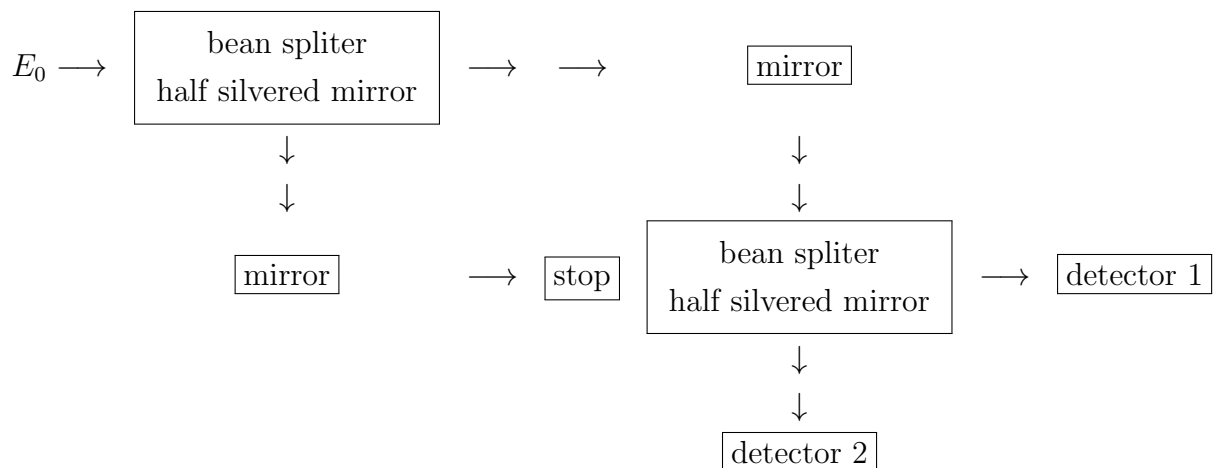 E₀ ⟶
bean spliter
half silvered mirror
⟶ ⟶
mirror
↓ ↓
↓ ↓
mirror
⟶
stop
bean spliter
half silvered mirror
⟶
detector 1
↓
↓
detector 2